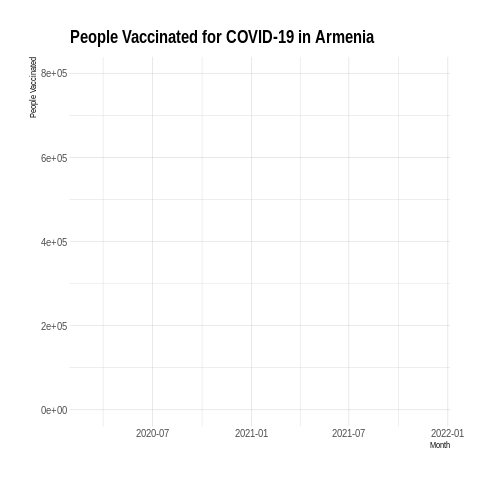 People Vaccinated for COVID-19 in Armenia
People Vaccinated
8e+05
6e+05
4e+05
2e+05
0e+00
2020-07 2021-01 2021-07 2022-01
Month